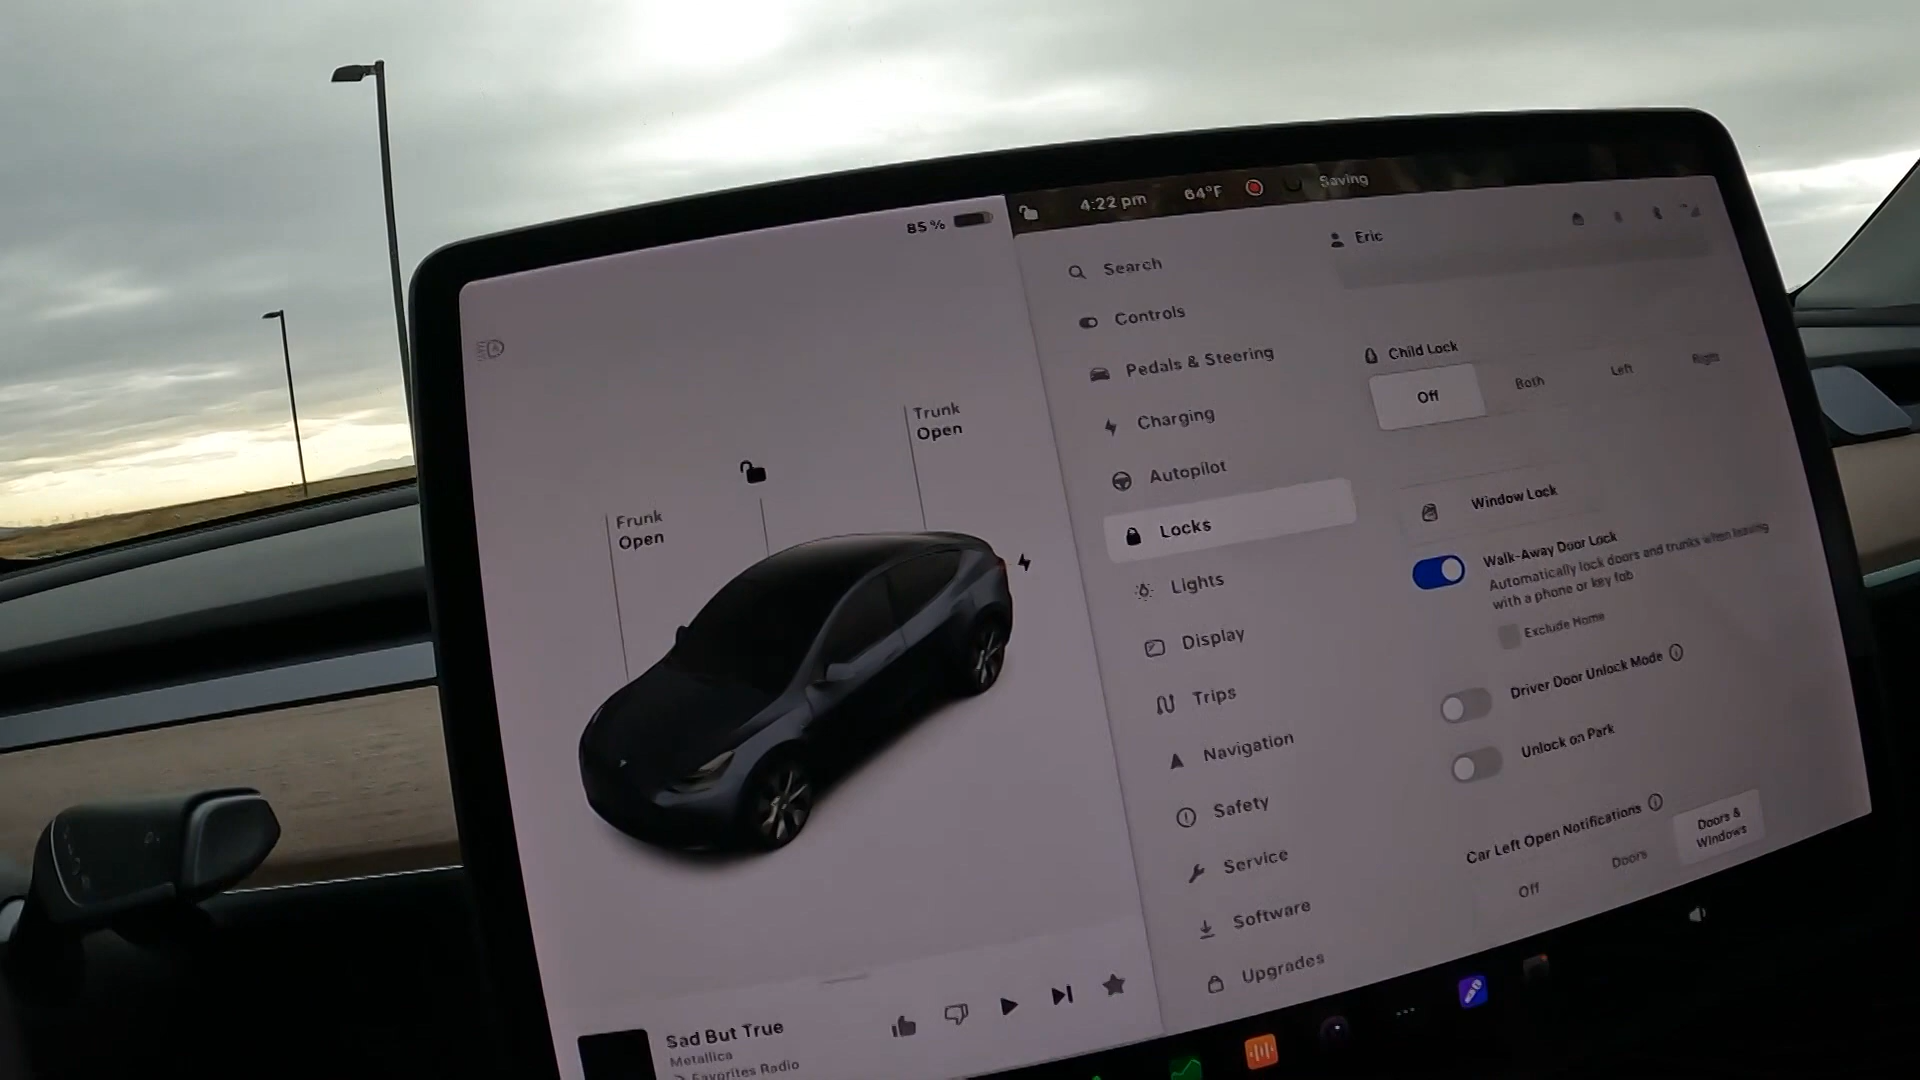 85 %
4:22 pm
64°F
Saving
Eric
Search
Controls
Pedals & Steering
Charging
Autopilot
Locks
Lights
Display
Trips
Navigation
Safety
Service
Software
Upgrades
Trunk
Open
Frunk
Open
Child Lock
Off
Both
Left
Right
Window Lock
Walk-Away Door Lock
Automatically lock doors and trunks when leaving
with a phone or key fob
Exclude Home
Driver Door Unlock Mode
Unlock on Park
Car Left Open Notifications
Off
Doors
Doors &
Windows
Sad But True
Metallica
Favorites Radio